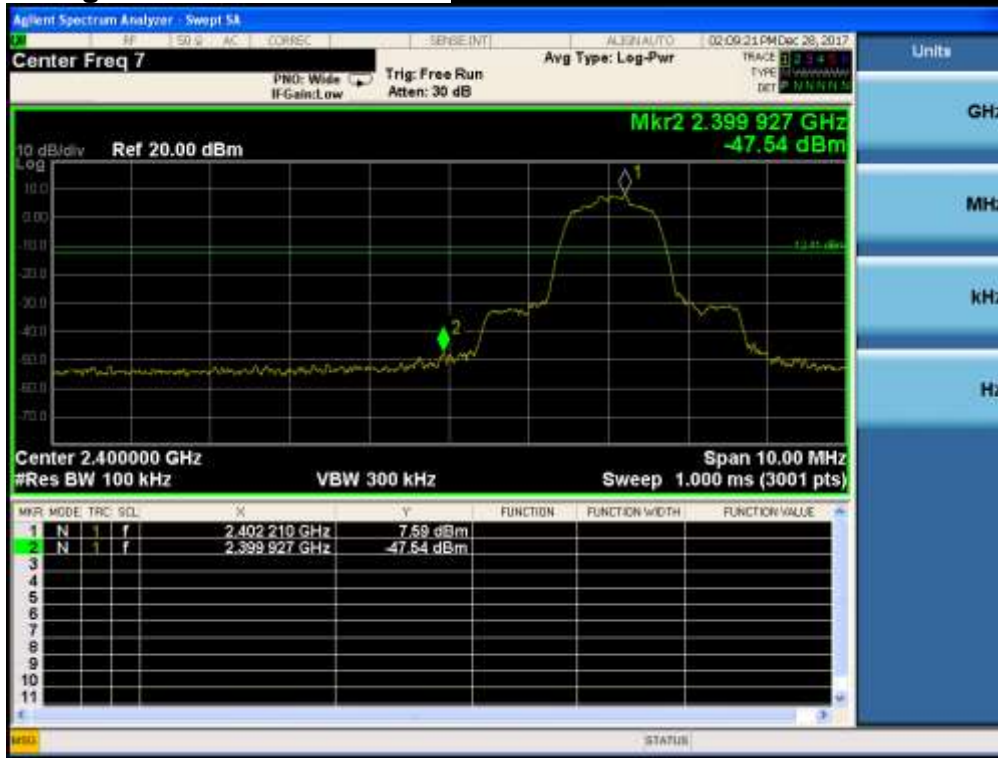 Agilent Spectrum Analyzer - Swept SA
RF 50 Ω AC CORREC SENSE:INT ALIGN AUTO 02:09:21 PM Dec 28, 2017
Center Freq 7
PNO: Wide
IFGain:Low
Trig: Free Run
Atten: 30 dB
Avg Type: Log-Pwr
TRACE 1 2 3 4 5 6
TYPE M
DET P N N N N N
Mkr2 2.399 927 GHz
-47.54 dBm
10 dB/div Ref 20.00 dBm
Log
10.0
0.00
-10.0
-20.0
-30.0
-40.0
-50.0
-60.0
-70.0
1
2
Center 2.400000 GHz Span 10.00 MHz
#Res BW 100 kHz VBW 300 kHz Sweep 1.000 ms (3001 pts)
MKR MODE TRC SCL X Y FUNCTION FUNCTION WIDTH FUNCTION VALUE
1 N 1 f 2.402 210 GHz 7.59 dBm
2 N 1 f 2.399 927 GHz -47.54 dBm
3
4
5
6
7
8
9
10
11
MSG STATUS
Units
GHz
MHz
kHz
Hz